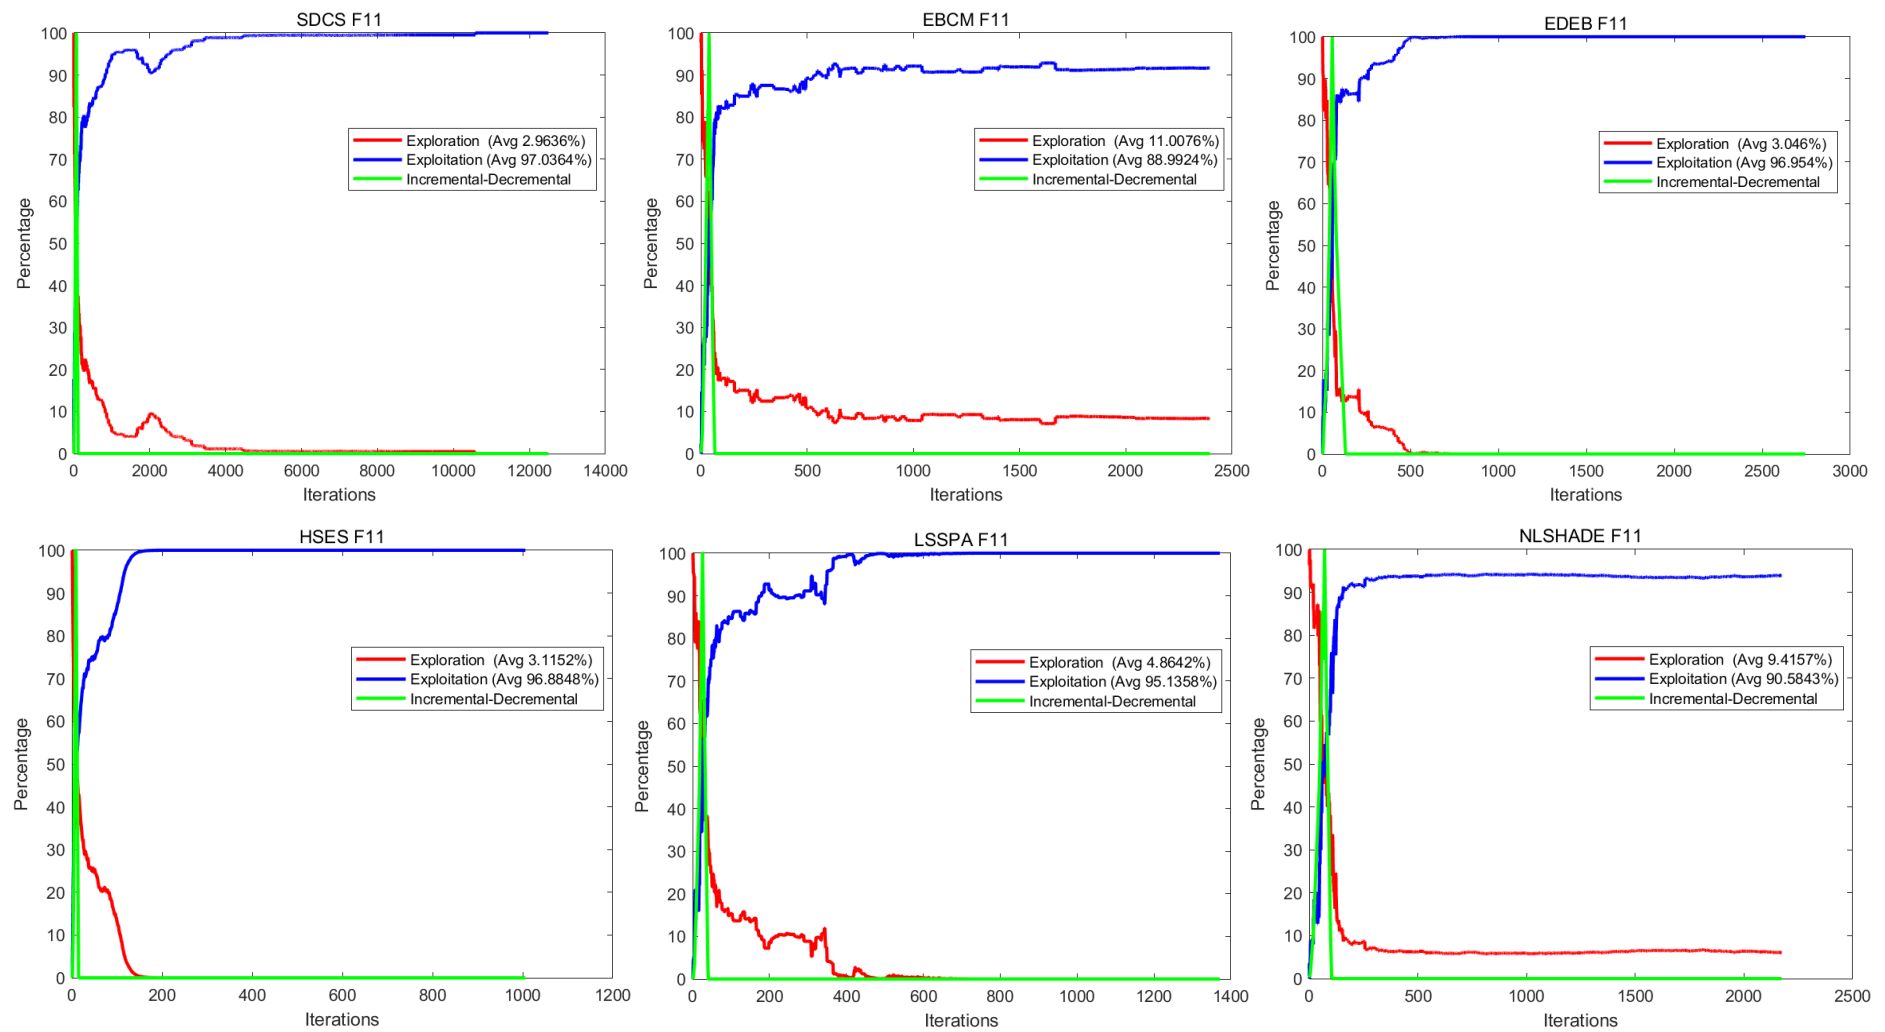 SDCS F11
100
90
80
70
60
50
40
30
20
10
0
Percentage
Exploration (Avg 2.9636%)
Exploitation (Avg 97.0364%)
Incremental-Decremental
0 2000 4000 6000 8000 10000 12000 14000
Iterations
EBCM F11
100
90
80
70
60
50
40
30
20
10
0
Percentage
Exploration (Avg 11.0076%)
Exploitation (Avg 88.9924%)
Incremental-Decremental
0 500 1000 1500 2000 2500
Iterations
EDEB F11
100
90
80
70
60
50
40
30
20
10
0
Percentage
Exploration (Avg 3.046%)
Exploitation (Avg 96.954%)
Incremental-Decremental
0 500 1000 1500 2000 2500 3000
Iterations
HSES F11
100
90
80
70
60
50
40
30
20
10
0
Percentage
Exploration (Avg 3.1152%)
Exploitation (Avg 96.8848%)
Incremental-Decremental
0 200 400 600 800 1000 1200
Iterations
LSSPA F11
100
90
80
70
60
50
40
30
20
10
0
Percentage
Exploration (Avg 4.8642%)
Exploitation (Avg 95.1358%)
Incremental-Decremental
0 200 400 600 800 1000 1200 1400
Iterations
NLSHADE F11
100
90
80
70
60
50
40
30
20
10
0
Percentage
Exploration (Avg 9.4157%)
Exploitation (Avg 90.5843%)
Incremental-Decremental
0 500 1000 1500 2000 2500
Iterations